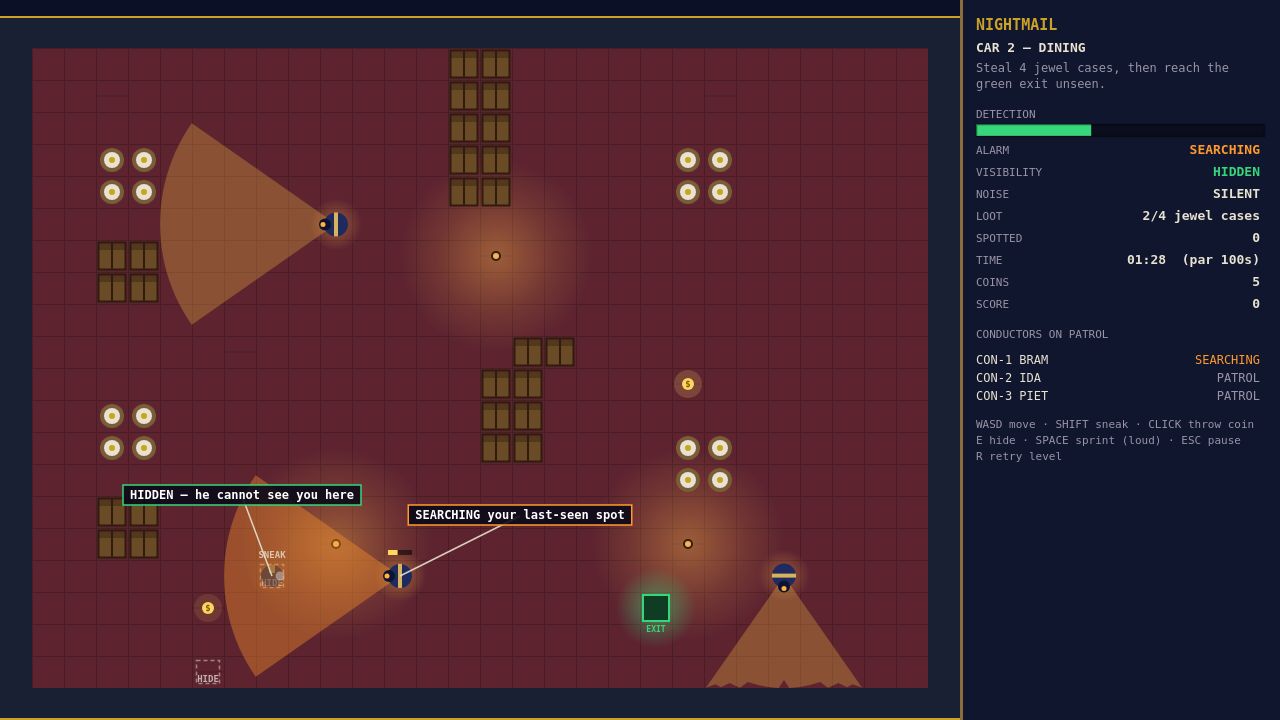 NIGHTMAIL
CAR 2 — DINING
Steal 4 jewel cases, then reach the
green exit unseen.
DETECTION
ALARM SEARCHING
VISIBILITY HIDDEN
NOISE SILENT
LOOT 2/4 jewel cases
SPOTTED 0
TIME 01:28 (par 100s)
COINS 5
SCORE 0
CONDUCTORS ON PATROL
CON-1 BRAM SEARCHING
CON-2 IDA PATROL
CON-3 PIET PATROL
WASD move · SHIFT sneak · CLICK throw coin
E hide · SPACE sprint (loud) · ESC pause
R retry level
$
HIDDEN — he cannot see you here
SEARCHING your last-seen spot
SNEAK
HIDE
$
EXIT
HIDE